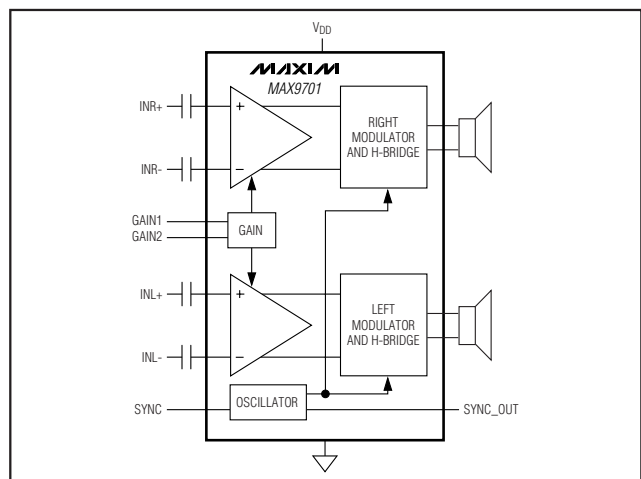 VDD
MAXIM
MAX9701
INR+
+
RIGHT
MODULATOR
AND H-BRIDGE
INR-
−
GAIN1
GAIN2
GAIN
INL+
+
LEFT
MODULATOR
AND H-BRIDGE
INL-
−
SYNC
OSCILLATOR
SYNC_OUT